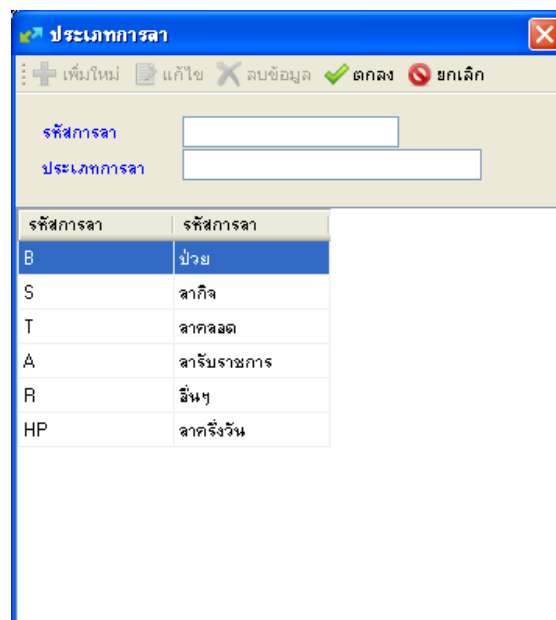 ประเภทการลา
เพิ่มใหม่ แก้ไข ลบข้อมูล ตกลง ยกเลิก
รหัสการลา
ประเภทการลา
รหัสการลา รหัสการลา
B ป่วย
S ลากิจ
T ลาคลอด
A ลารับราชการ
R อื่นๆ
HP ลาครึ่งวัน